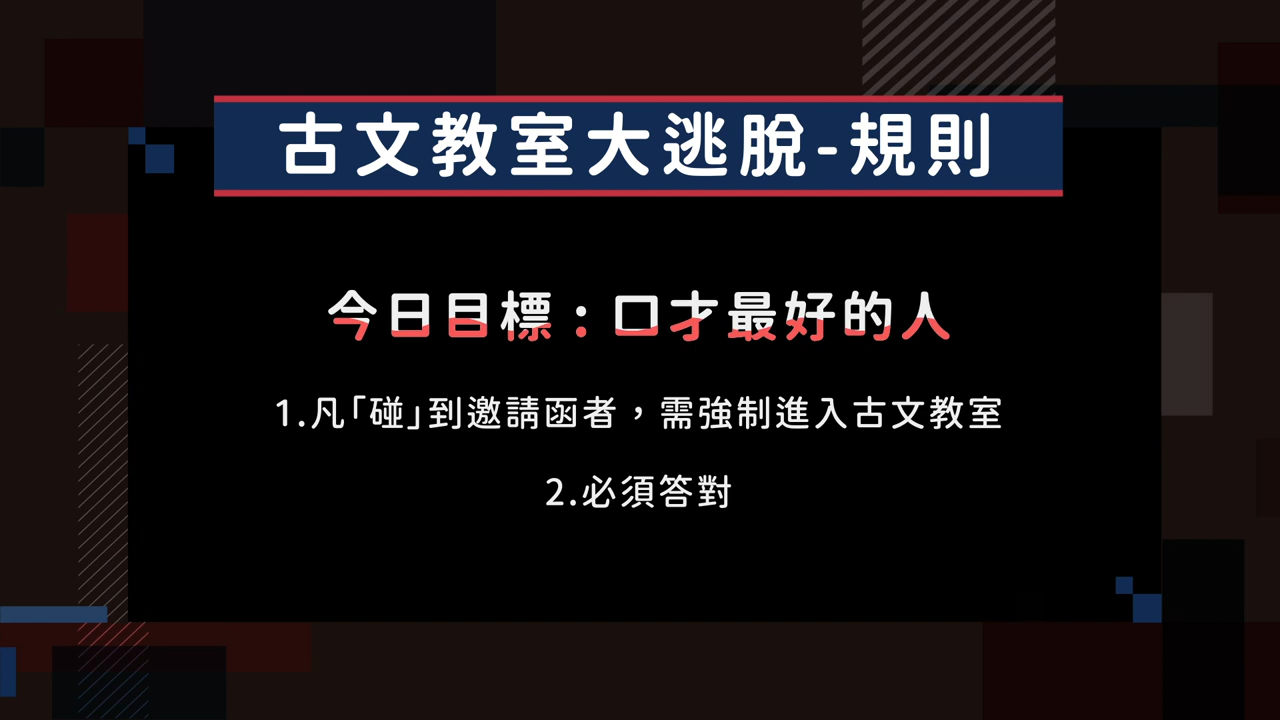 古文教室大逃脫-規則
今日目標：口才最好的人
1.凡「碰」到邀請函者，需強制進入古文教室
2.必須答對